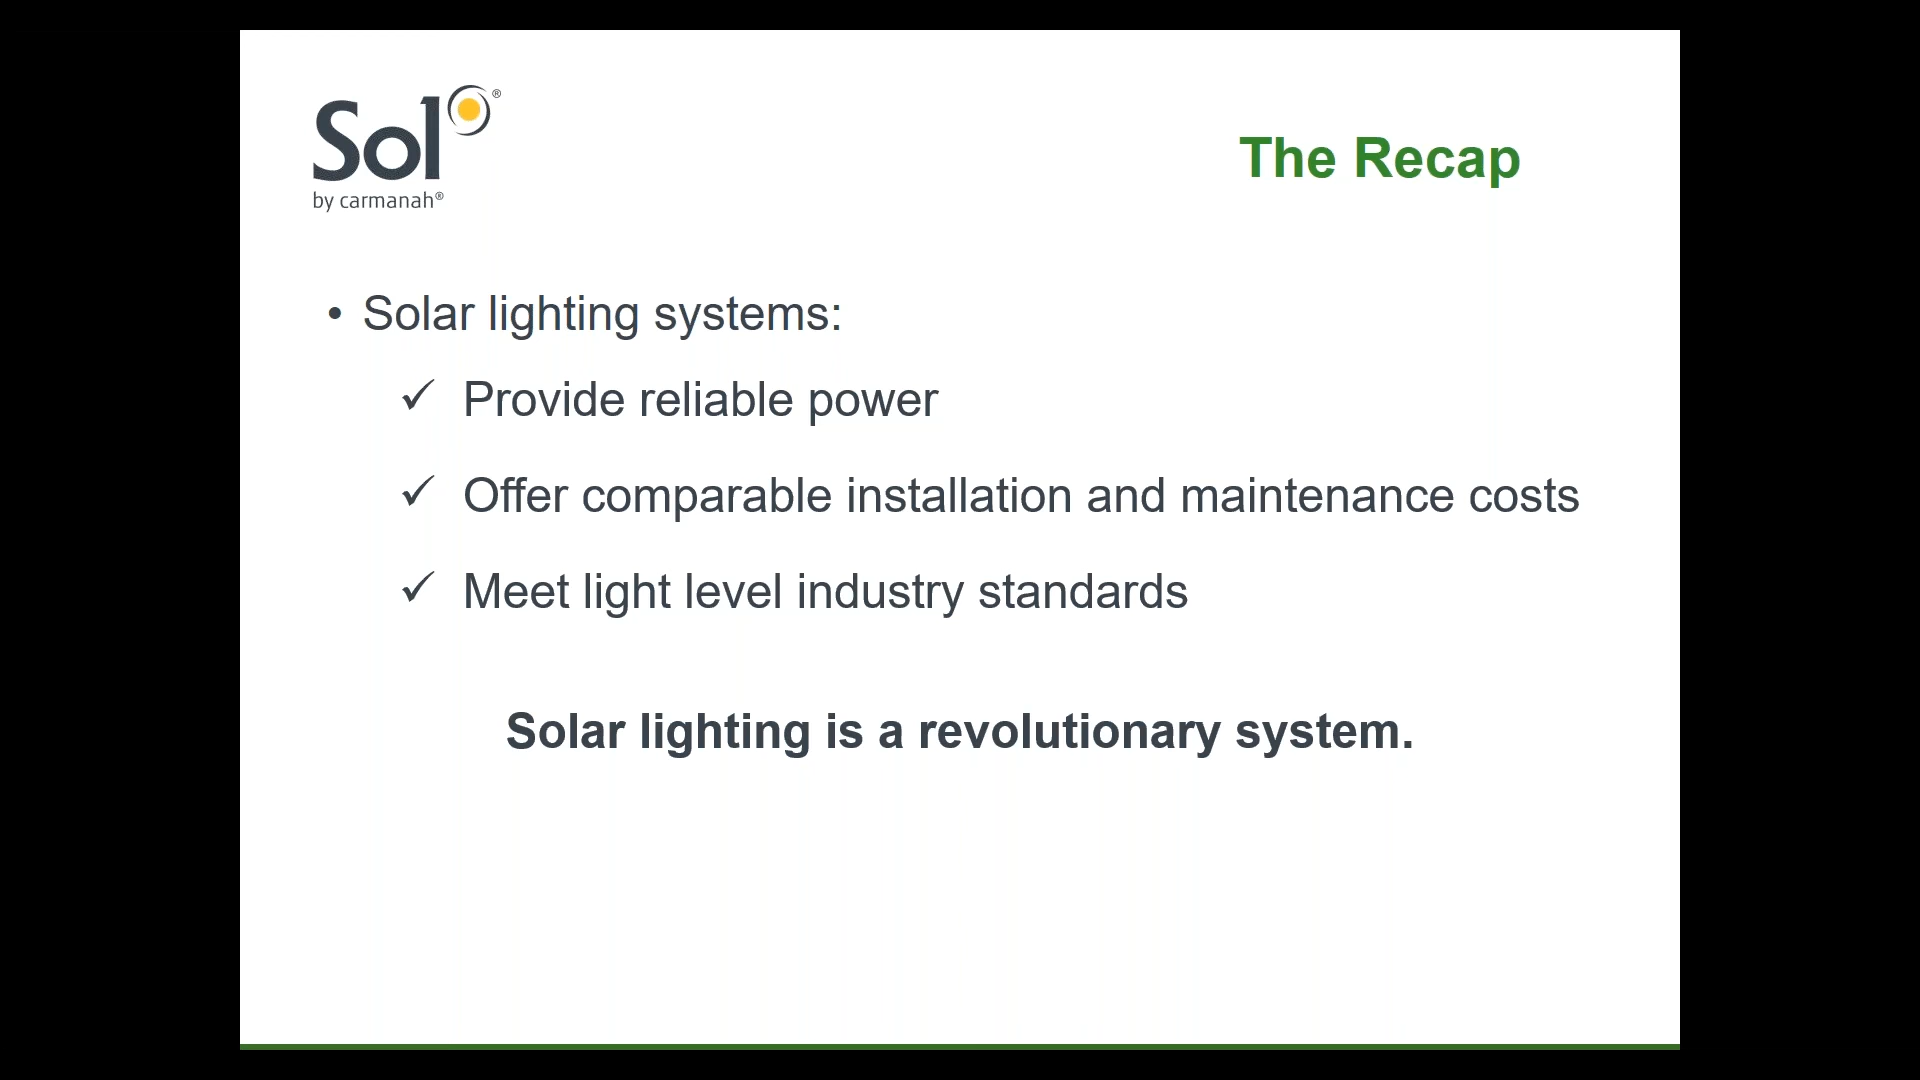 Sol®
by carmanah®
The Recap
• Solar lighting systems:
✓ Provide reliable power
✓ Offer comparable installation and maintenance costs
✓ Meet light level industry standards
Solar lighting is a revolutionary system.